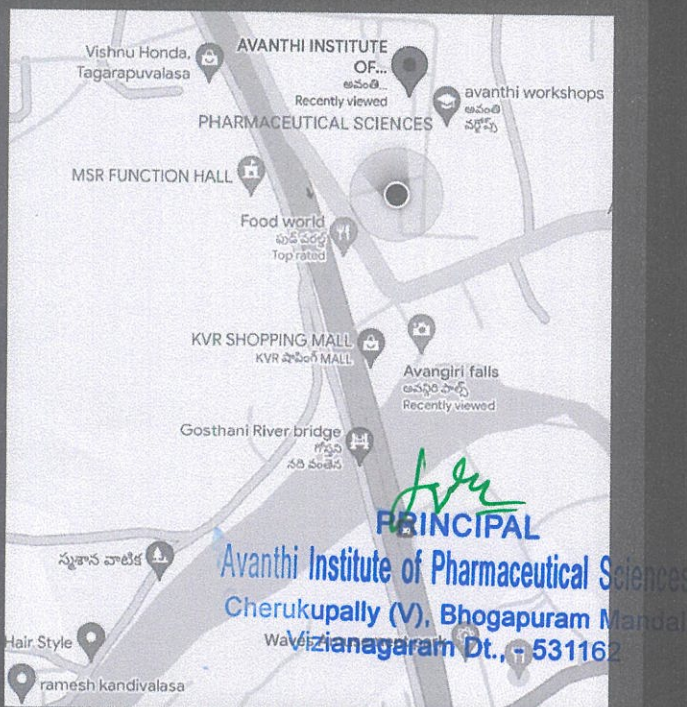 Vishnu Honda,
Tagarapuvalasa
AVANTHI INSTITUTE
OF...
అవంతి...
Recently viewed
PHARMACEUTICAL SCIENCES
avanthi workshops
అవంతి
వర్క్షాప్స్
MSR FUNCTION HALL
Food world
ఫుడ్ వరల్డ్
Top rated
KVR SHOPPING MALL
KVR షాపింగ్ MALL
Avangiri falls
అవన్గిరి ఫాల్స్
Recently viewed
Gosthani River bridge
గోస్తని
నది వంతెన
PRINCIPAL
స్మశాన వాటిక
Avanthi Institute of Pharmaceutical Sciences
Cherukupally (V), Bhogapuram Mandal
Hair Style
Vizianagaram Dt., - 531162
ramesh kandivalasa